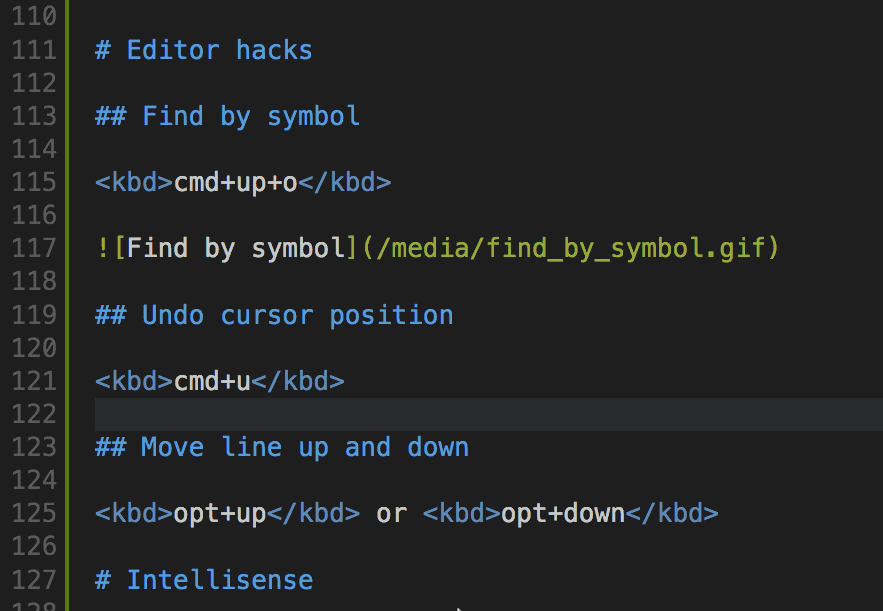 110
111 # Editor hacks
112
113 ## Find by symbol
114
115 <kbd>cmd+up+o</kbd>
116
117 ![Find by symbol](/media/find_by_symbol.gif)
118
119 ## Undo cursor position
120
121 <kbd>cmd+u</kbd>
122
123 ## Move line up and down
124
125 <kbd>opt+up</kbd> or <kbd>opt+down</kbd>
126
127 # Intellisense
128